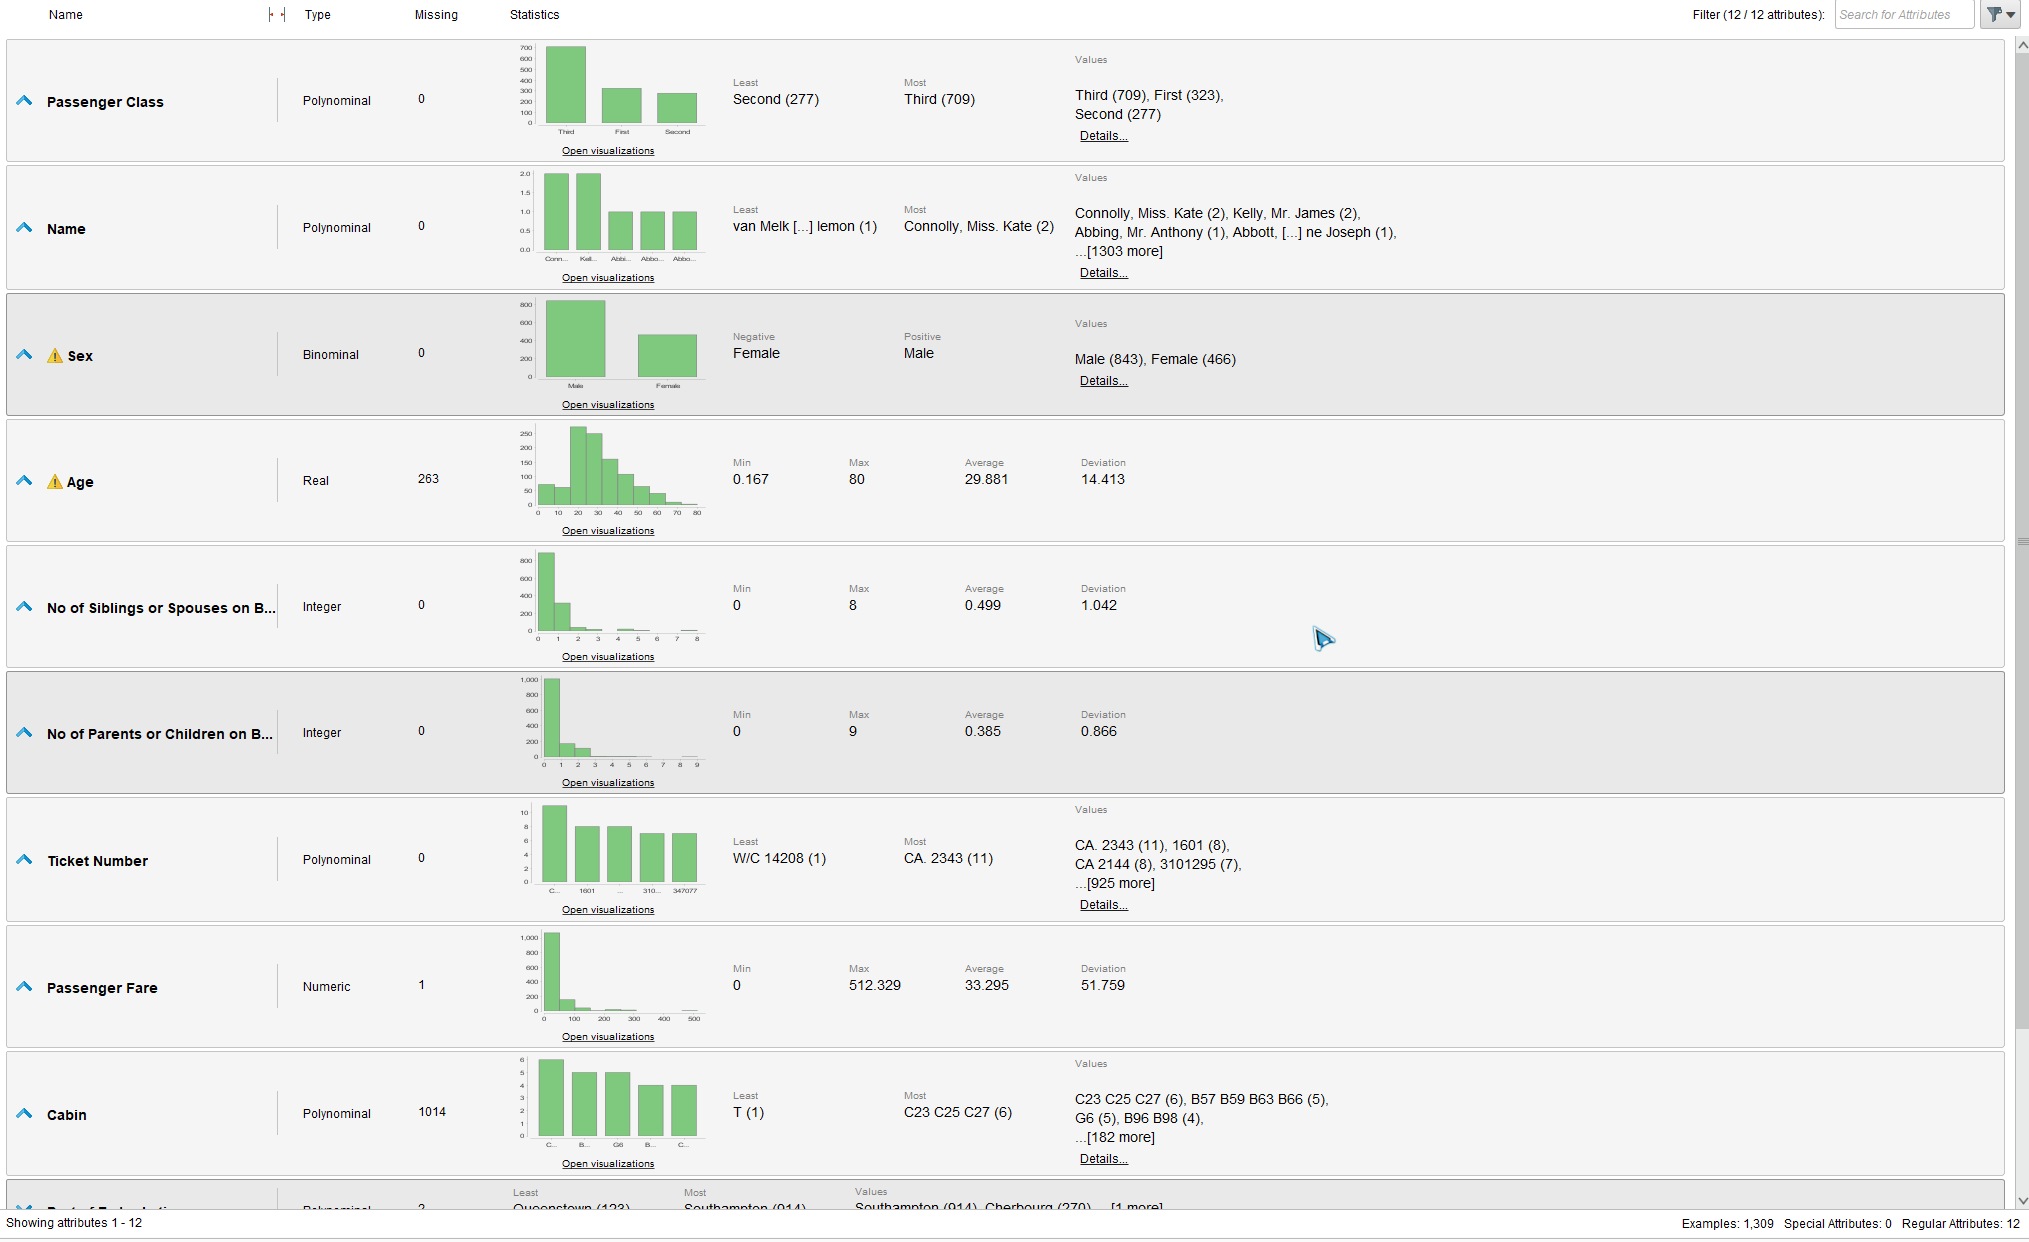 Name Type Missing Statistics Filter (12 / 12 attributes): Search for Attributes
Passenger Class Polynominal 0
700
600
500
400
300
200
100
0
Third First Second
Open visualizations
Least
Second (277)
Most
Third (709)
Values
Third (709), First (323),
Second (277)
Details...
Name Polynominal 0
2.0
1.5
1.0
0.5
0.0
Conn... Kell... Abbi... Abbo... Abbo...
Open visualizations
Least
van Melk [...] lemon (1)
Most
Connolly, Miss. Kate (2)
Values
Connolly, Miss. Kate (2), Kelly, Mr. James (2),
Abbing, Mr. Anthony (1), Abbott, [...] ne Joseph (1),
...[1303 more]
Details...
Sex Binominal 0
800
600
400
200
0
Male Female
Open visualizations
Negative
Female
Positive
Male
Values
Male (843), Female (466)
Details...
Age Real 263
250
200
150
100
50
0
0 10 20 30 40 50 60 70 80
Open visualizations
Min
0.167
Max
80
Average
29.881
Deviation
14.413
No of Siblings or Spouses on B... Integer 0
800
600
400
200
0
0 1 2 3 4 5 6 7 8
Open visualizations
Min
0
Max
8
Average
0.499
Deviation
1.042
No of Parents or Children on B... Integer 0
1,000
800
600
400
200
0
0 1 2 3 4 5 6 7 8 9
Open visualizations
Min
0
Max
9
Average
0.385
Deviation
0.866
Ticket Number Polynominal 0
10
8
6
4
2
0
C... 1601 ... 310... 347077
Open visualizations
Least
W/C 14208 (1)
Most
CA. 2343 (11)
Values
CA. 2343 (11), 1601 (8),
CA 2144 (8), 3101295 (7),
...[925 more]
Details...
Passenger Fare Numeric 1
1,000
800
600
400
200
0
0 100 200 300 400 500
Open visualizations
Min
0
Max
512.329
Average
33.295
Deviation
51.759
Cabin Polynominal 1014
6
5
4
3
2
1
0
C... B... G6 B... C...
Open visualizations
Least
T (1)
Most
C23 C25 C27 (6)
Values
C23 C25 C27 (6), B57 B59 B63 B66 (5),
G6 (5), B96 B98 (4),
...[182 more]
Details...
Polynominal 2
Least
Queenstown (123)
Most
Southampton (914)
Values
Southampton (914), Cherbourg (270), ...[1 more]
Showing attributes 1 - 12 Examples: 1,309 Special Attributes: 0 Regular Attributes: 12